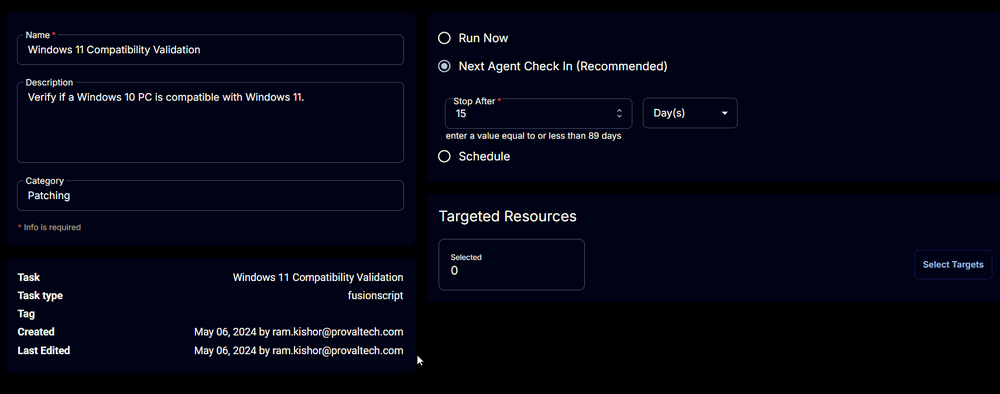 Name *
Windows 11 Compatibility Validation
Description
Verify if a Windows 10 PC is compatible with Windows 11.
Category
Patching
* Info is required
Task Windows 11 Compatibility Validation
Task type fusionscript
Tag
Created May 06, 2024 by ram.kishor@provaltech.com
Last Edited May 06, 2024 by ram.kishor@provaltech.com
Run Now
Next Agent Check In (Recommended)
Stop After *
15 Day(s)
enter a value equal to or less than 89 days
Schedule
Targeted Resources
Selected
0
Select Targets